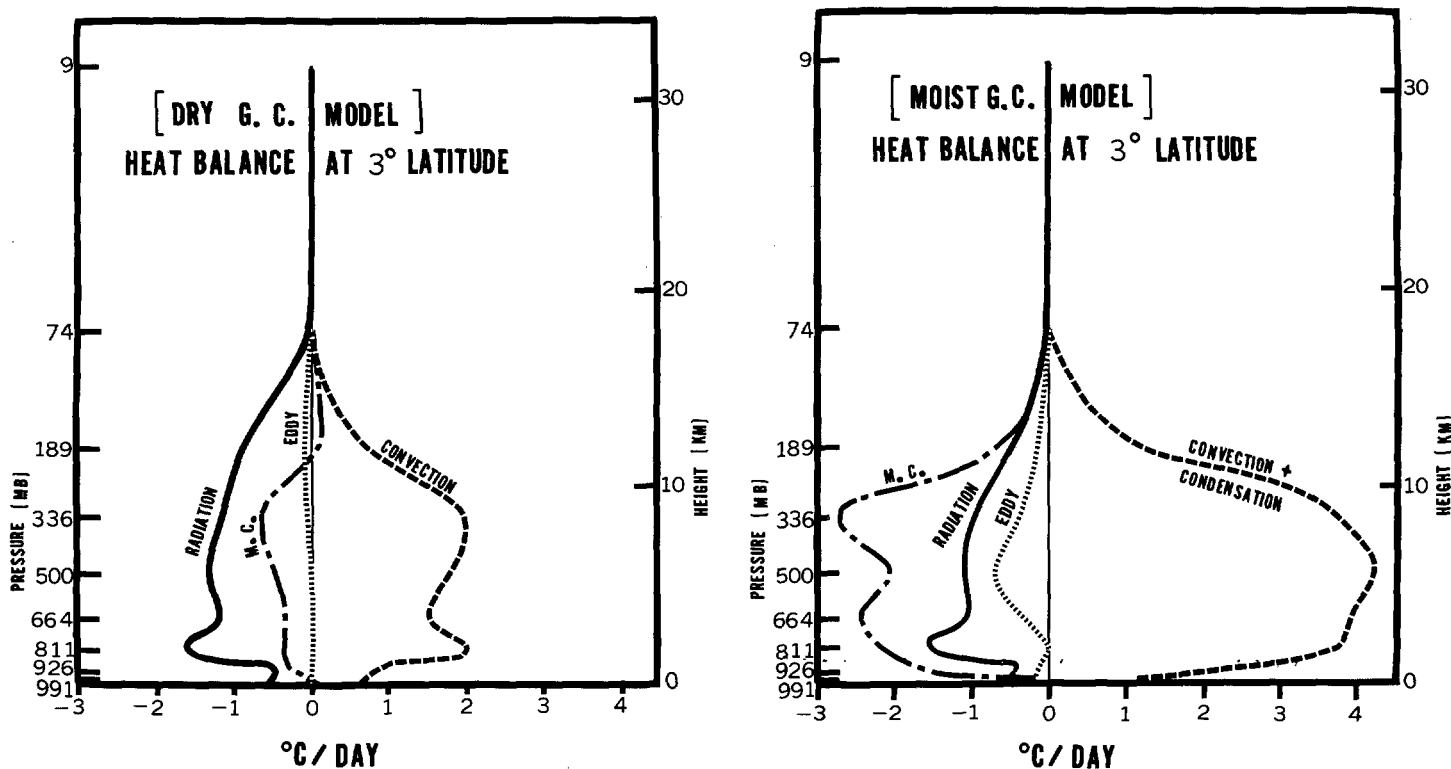 [DRY G. C. MODEL]
HEAT BALANCE AT 3° LATITUDE
9
74
189
336
500
664
811
926
991
PRESSURE [MB]
30
20
10
0
HEIGHT [KM]
RADIATION
M.C.
EDDY
CONVECTION
-3 -2 -1 0 1 2 3 4
°C/DAY
[MOIST G.C. MODEL]
HEAT BALANCE AT 3° LATITUDE
9
74
189
336
500
664
811
926
991
PRESSURE [MB]
30
20
10
0
HEIGHT [KM]
M.C.
RADIATION
EDDY
CONVECTION +
CONDENSATION
-3 -2 -1 0 1 2 3 4
°C/DAY